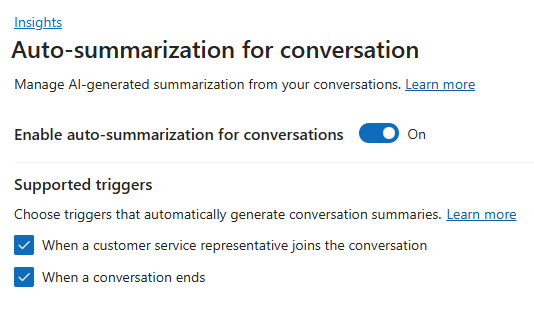 Insights
Auto-summarization for conversation
Manage AI-generated summarization from your conversations. Learn more
Enable auto-summarization for conversations On
Supported triggers
Choose triggers that automatically generate conversation summaries. Learn more
When a customer service representative joins the conversation
When a conversation ends